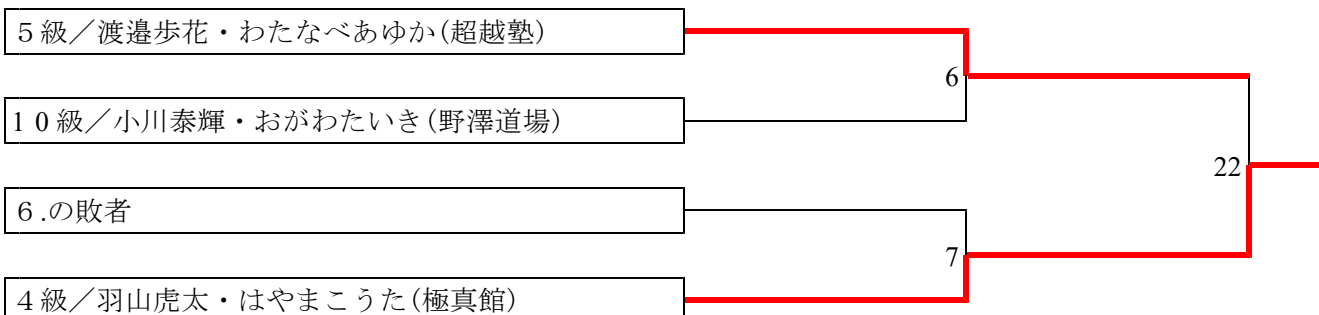 ５級／渡邉歩花・わたなべあゆか(超越塾)
6
１０級／小川泰輝・おがわたいき(野澤道場)
22
６.の敗者
7
４級／羽山虎太・はやまこうた(極真館)